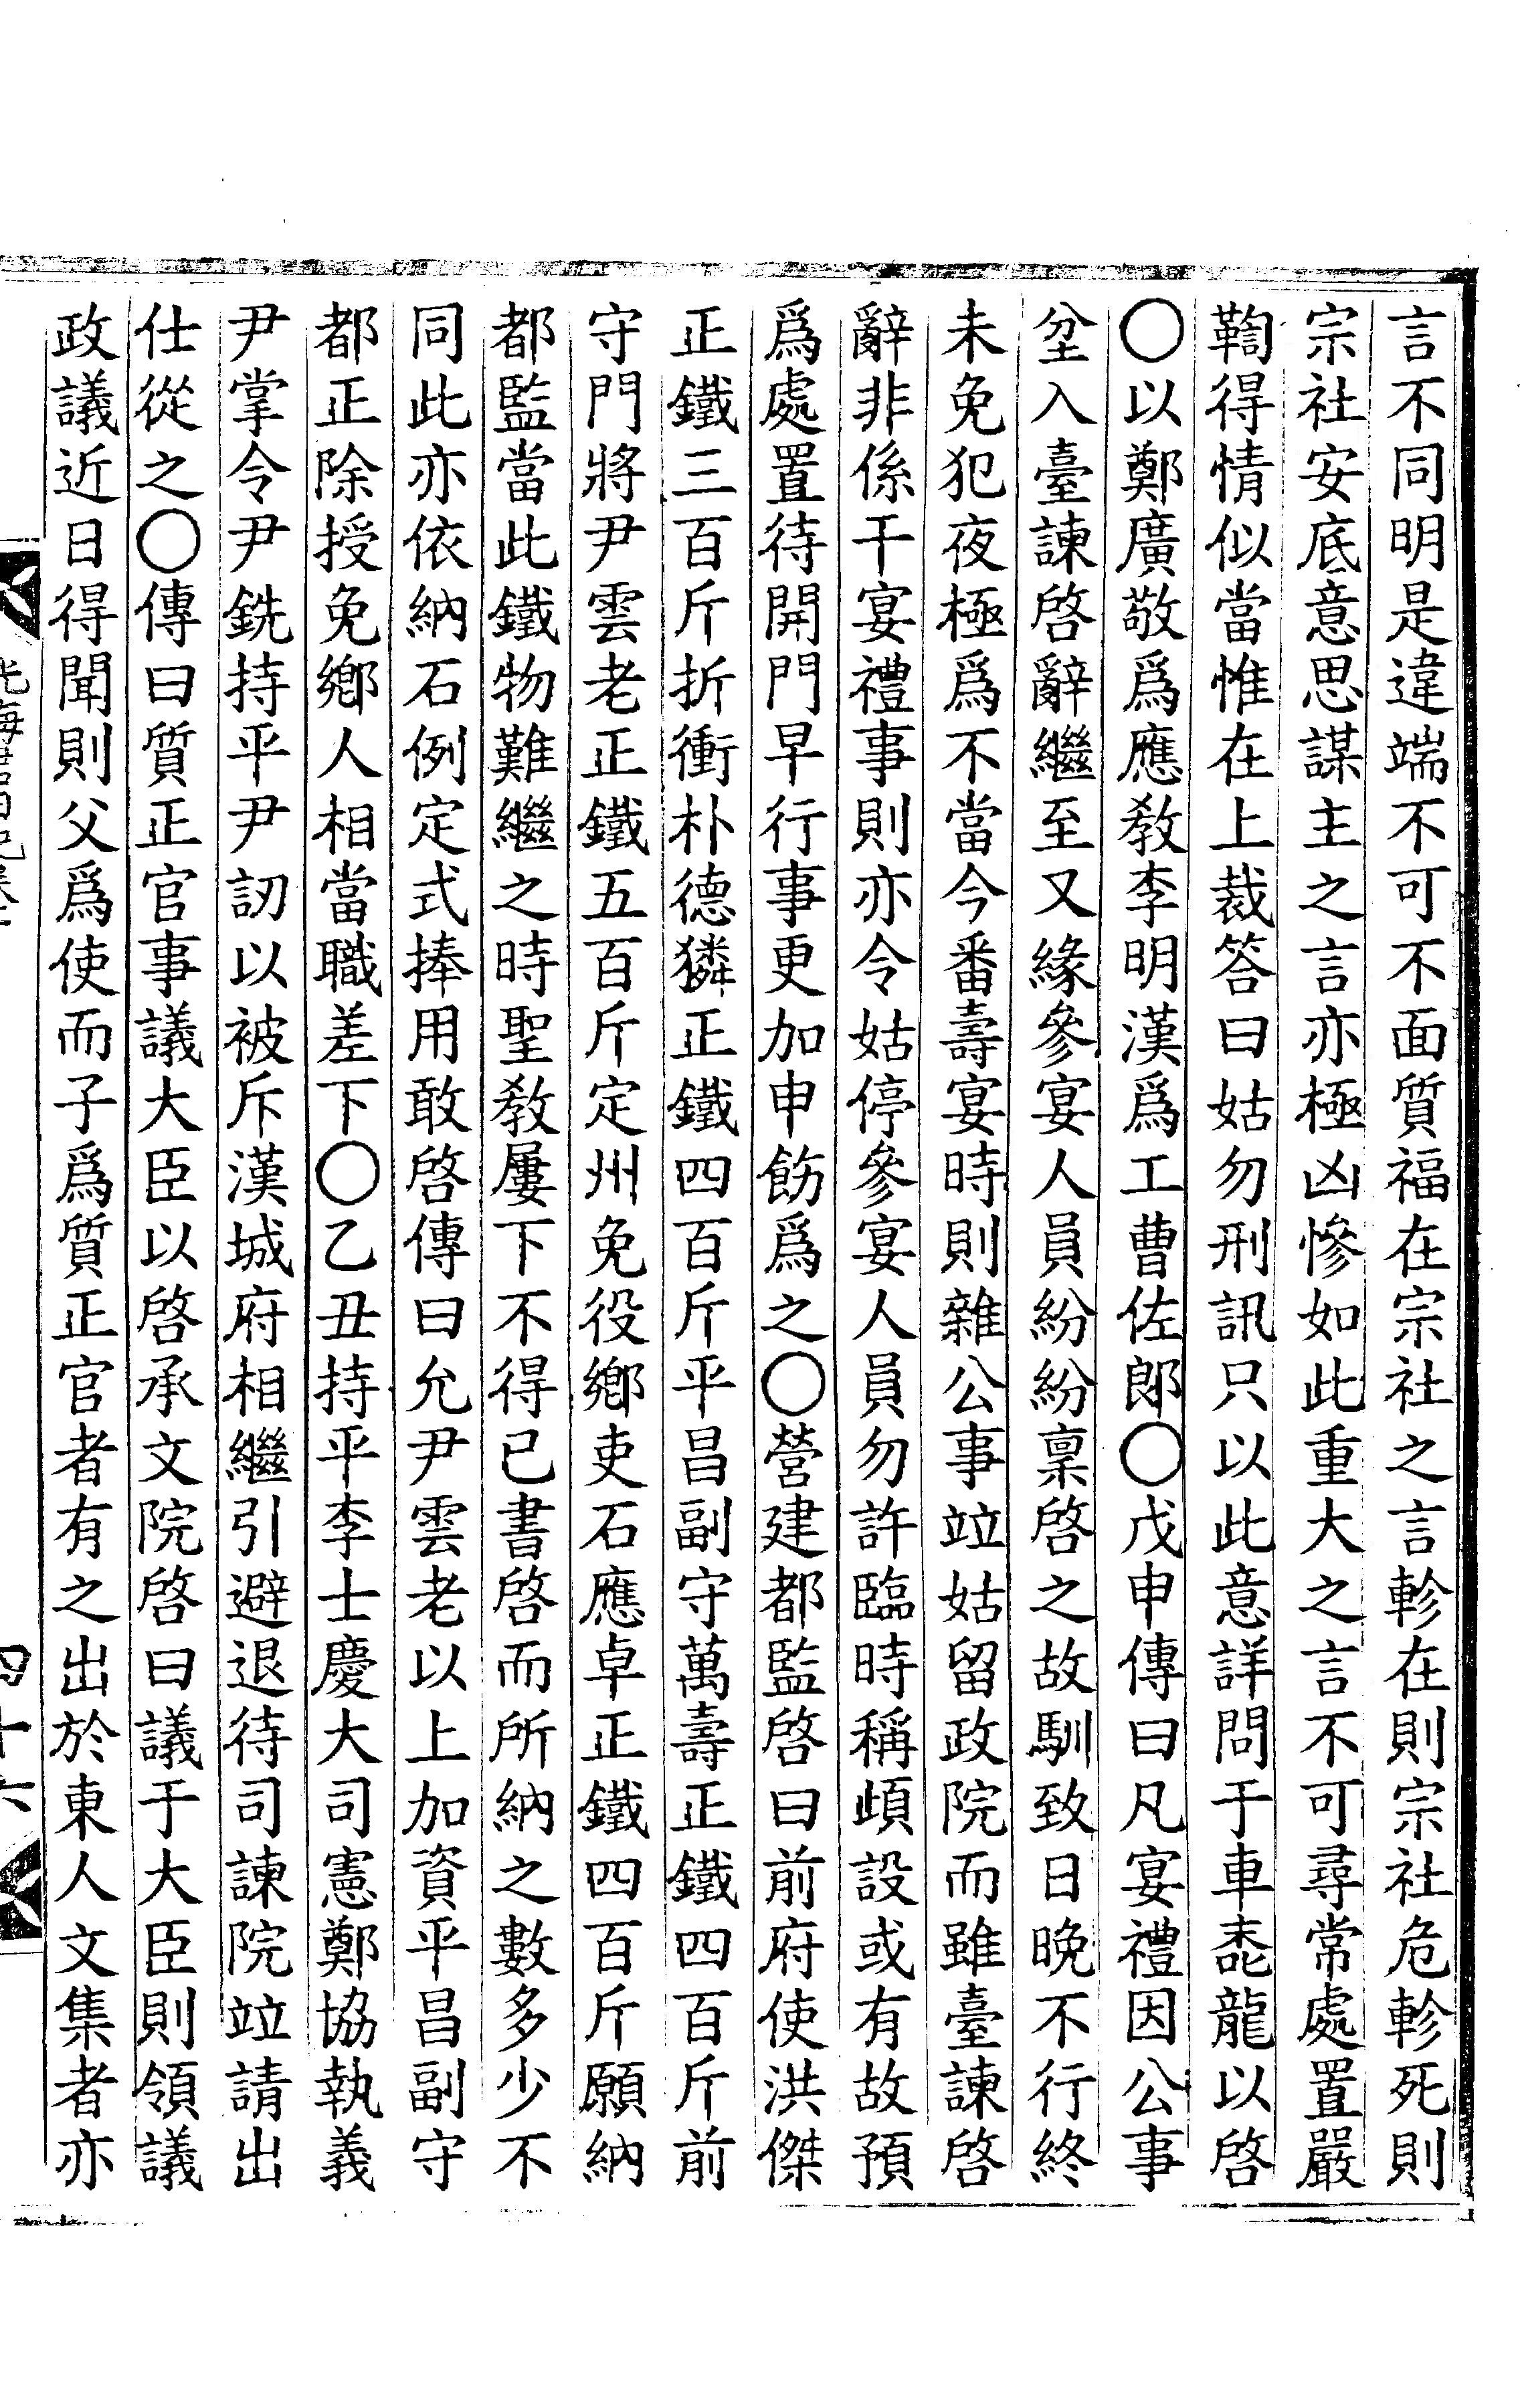 言不同明是違端不可不面質福在宗社之言軫在則宗社危軫死則
宗社安底意思謀主之言亦極凶慘如此重大之言不可尋常處置嚴
鞫得情似當惟在上裁答曰姑勿刑訊只以此意詳問于車忢龍以啓
〇以鄭廣敬爲應敎李明漢爲工曹佐郞〇戊申傳曰凡宴禮因公事
坌入臺諫啓辭繼至又緣參宴人員紛紛稟啓之故馴致日晚不行終
未免犯夜極爲不當今番壽宴時則雜公事竝姑留政院而雖臺諫啓
辭非係干宴禮事則亦令姑停參宴人員勿許臨時稱頉設或有故預
爲處置待開門早行事更加申飭爲之〇營建都監啓曰前府使洪傑
正鐵三百斤折衝朴德獜正鐵四百斤平昌副守萬壽正鐵四百斤前
守門將尹雲老正鐵五百斤定州免役鄕吏石應卓正鐵四百斤願納
都監當此鐵物難繼之時聖敎屢下不得已書啓而所納之數多少不
同此亦依納石例定式捧用敢啓傳曰允尹雲老以上加資平昌副守
都正除授免鄕人相當職差下〇乙丑持平李士慶大司憲鄭協執義
尹掌令尹銑持平尹訒以被斥漢城府相繼引避退待司諫院竝請出
仕從之〇傳曰質正官事議大臣以啓承文院啓曰議于大臣則領議
政議近日得聞則父爲使而子爲質正官者有之出於東人文集者亦
四十六